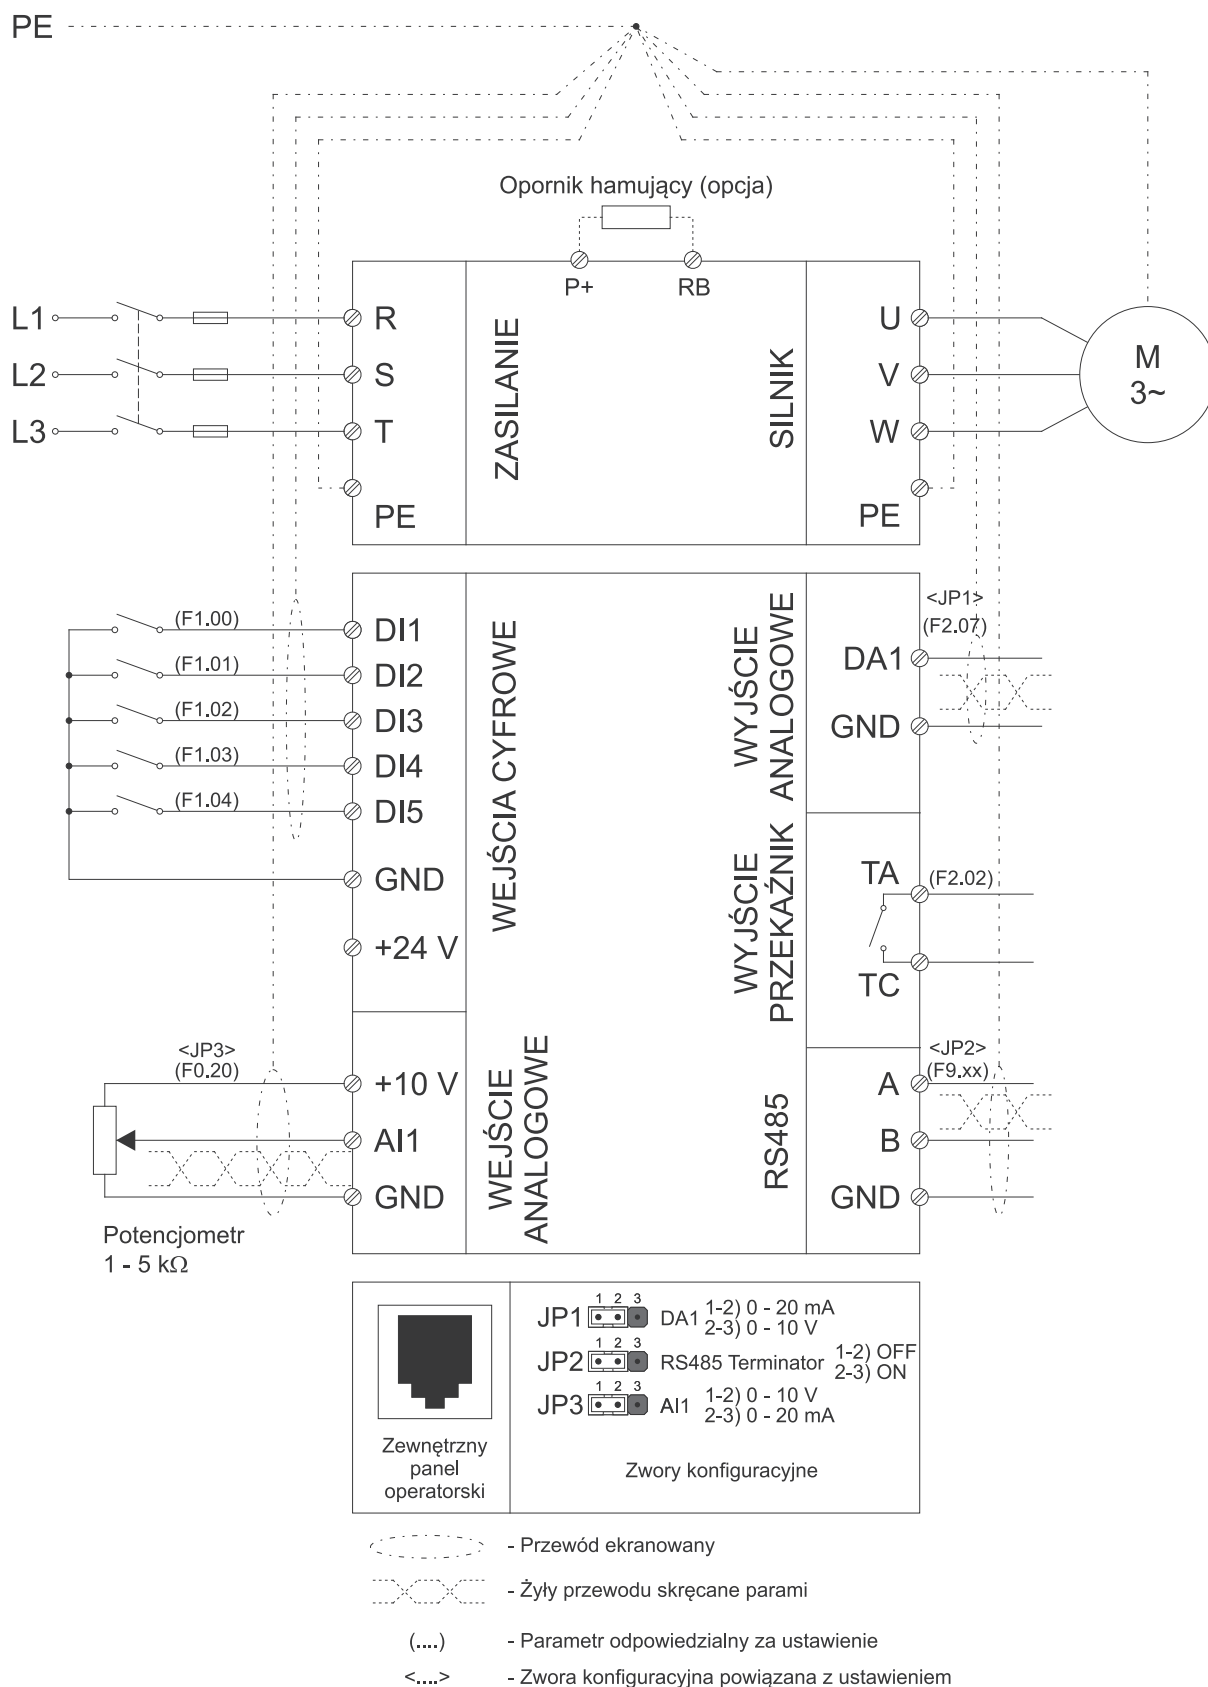 PE
Opornik hamujący (opcja)
P+ RB
L1 R U
L2 S V
L3 T W
PE PE
ZASILANIE
SILNIK
M
3~
(F1.00) DI1
(F1.01) DI2
(F1.02) DI3
(F1.03) DI4
(F1.04) DI5
GND
+24 V
WEJŚCIA CYFROWE
WYJŚCIE
ANALOGOWE
<JP1>
(F2.07)
DA1
GND
WYJŚCIE
PRZEKAŹNIK
TA (F2.02)
TC
<JP3>
(F0.20)
+10 V
AI1
GND
WEJŚCIE
ANALOGOWE
Potencjometr
1 - 5 kΩ
RS485
<JP2>
(F9.xx)
A
B
GND
Zewnętrzny
panel
operatorski
1 2 3
JP1 DA1 1-2) 0 - 20 mA
2-3) 0 - 10 V
1 2 3
JP2 RS485 Terminator 1-2) OFF
2-3) ON
1 2 3
JP3 AI1 1-2) 0 - 10 V
2-3) 0 - 20 mA
Zwory konfiguracyjne
- Przewód ekranowany
- Żyły przewodu skręcane parami
(....) - Parametr odpowiedzialny za ustawienie
<....> - Zwora konfiguracyjna powiązana z ustawieniem